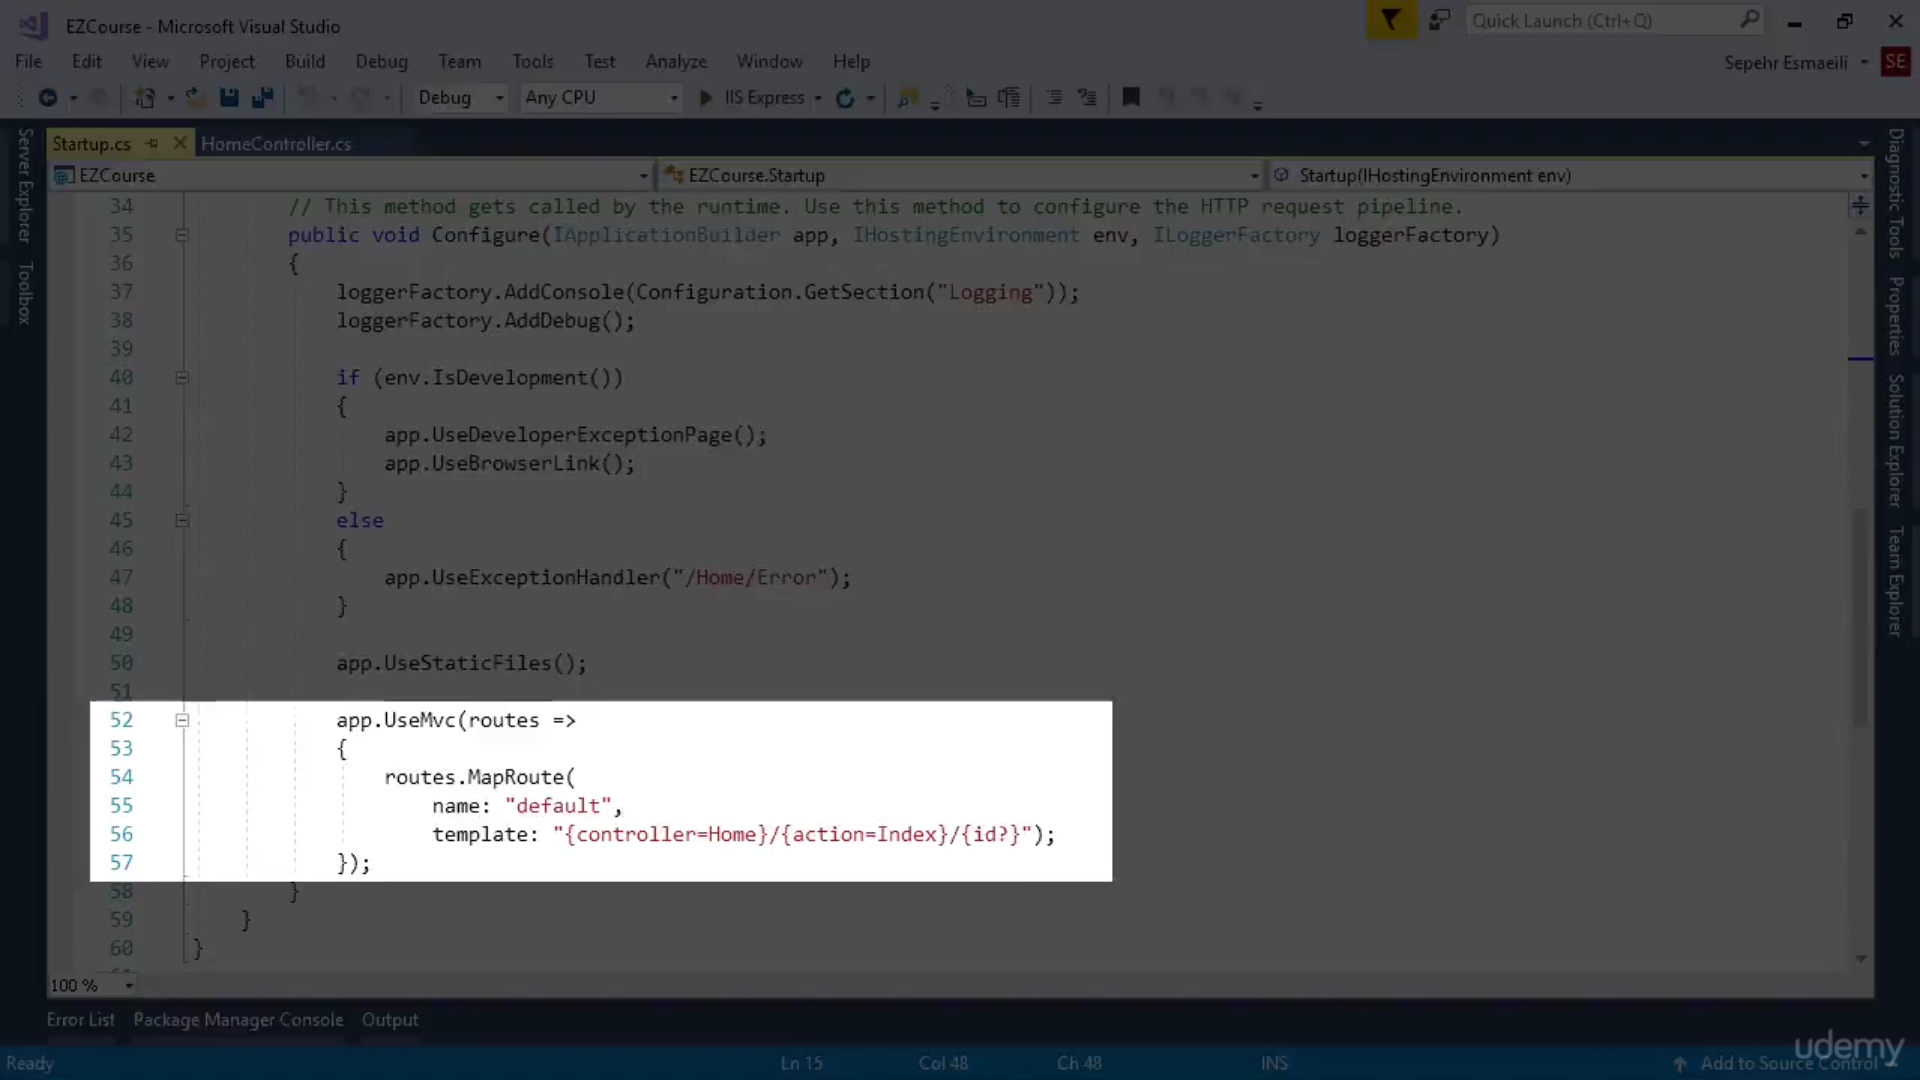 EZCourse - Microsoft Visual Studio
Quick Launch (Ctrl+Q)
File Edit View Project Build Debug Team Tools Test Analyze Window Help
Sepehr Esmaeili SE
Debug Any CPU IIS Express
Startup.cs HomeController.cs
EZCourse EZCourse.Startup Startup(IHostingEnvironment env)
Server Explorer
Toolbox
Diagnostic Tools
Properties
Solution Explorer
Team Explorer
34 // This method gets called by the runtime. Use this method to configure the HTTP request pipeline.
35 public void Configure(IApplicationBuilder app, IHostingEnvironment env, ILoggerFactory loggerFactory)
36 {
37 loggerFactory.AddConsole(Configuration.GetSection("Logging"));
38 loggerFactory.AddDebug();
39
40 if (env.IsDevelopment())
41 {
42 app.UseDeveloperExceptionPage();
43 app.UseBrowserLink();
44 }
45 else
46 {
47 app.UseExceptionHandler("/Home/Error");
48 }
49
50 app.UseStaticFiles();
51
52 app.UseMvc(routes =>
53 {
54 routes.MapRoute(
55 name: "default",
56 template: "{controller=Home}/{action=Index}/{id?}");
57 });
58 }
59 }
60 }
100 %
Error List Package Manager Console Output
Ready Ln 15 Col 48 Ch 48 INS Add to Source Control
udemy